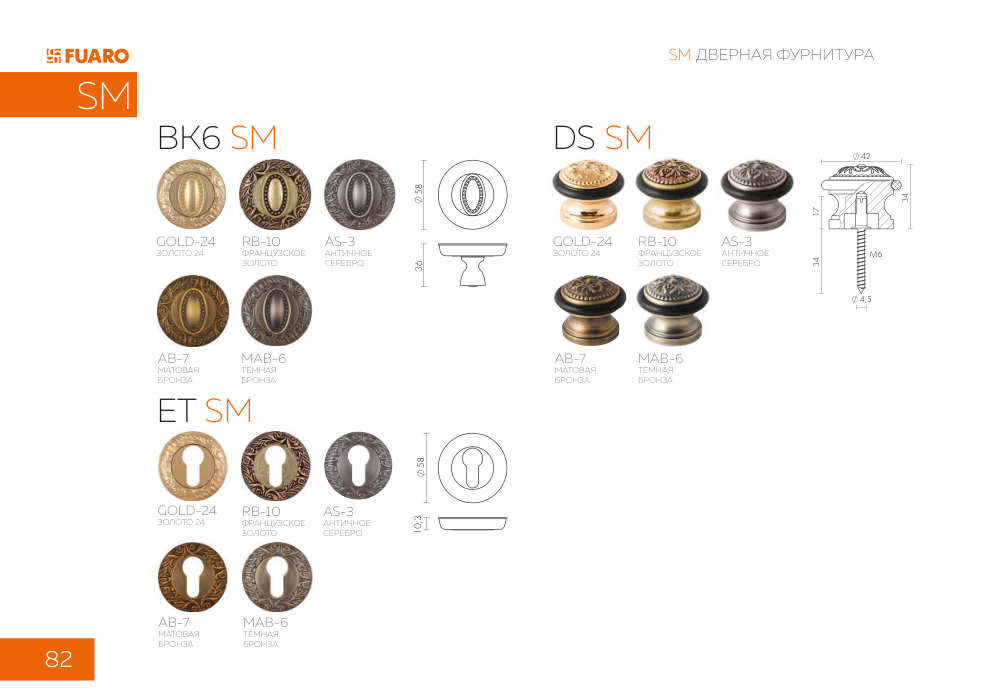 FUARO
SM ДВЕРНАЯ ФУРНИТУРА
SM
BK6 SM
GOLD-24
ЗОЛОТО 24
RB-10
ФРАНЦУЗСКОЕ
ЗОЛОТО
AS-3
АНТИЧНОЕ
СЕРЕБРО
Ø 58
36
AB-7
МАТОВАЯ
БРОНЗА
MAB-6
ТЕМНАЯ
БРОНЗА
DS SM
GOLD-24
ЗОЛОТО 24
RB-10
ФРАНЦУЗСКОЕ
ЗОЛОТО
AS-3
АНТИЧНОЕ
СЕРЕБРО
Ø 42
17
34
34
M6
Ø 4,5
AB-7
МАТОВАЯ
БРОНЗА
MAB-6
ТЕМНАЯ
БРОНЗА
ET SM
GOLD-24
ЗОЛОТО 24
RB-10
ФРАНЦУЗСКОЕ
ЗОЛОТО
AS-3
АНТИЧНОЕ
СЕРЕБРО
Ø 58
10,3
AB-7
МАТОВАЯ
БРОНЗА
MAB-6
ТЕМНАЯ
БРОНЗА
82